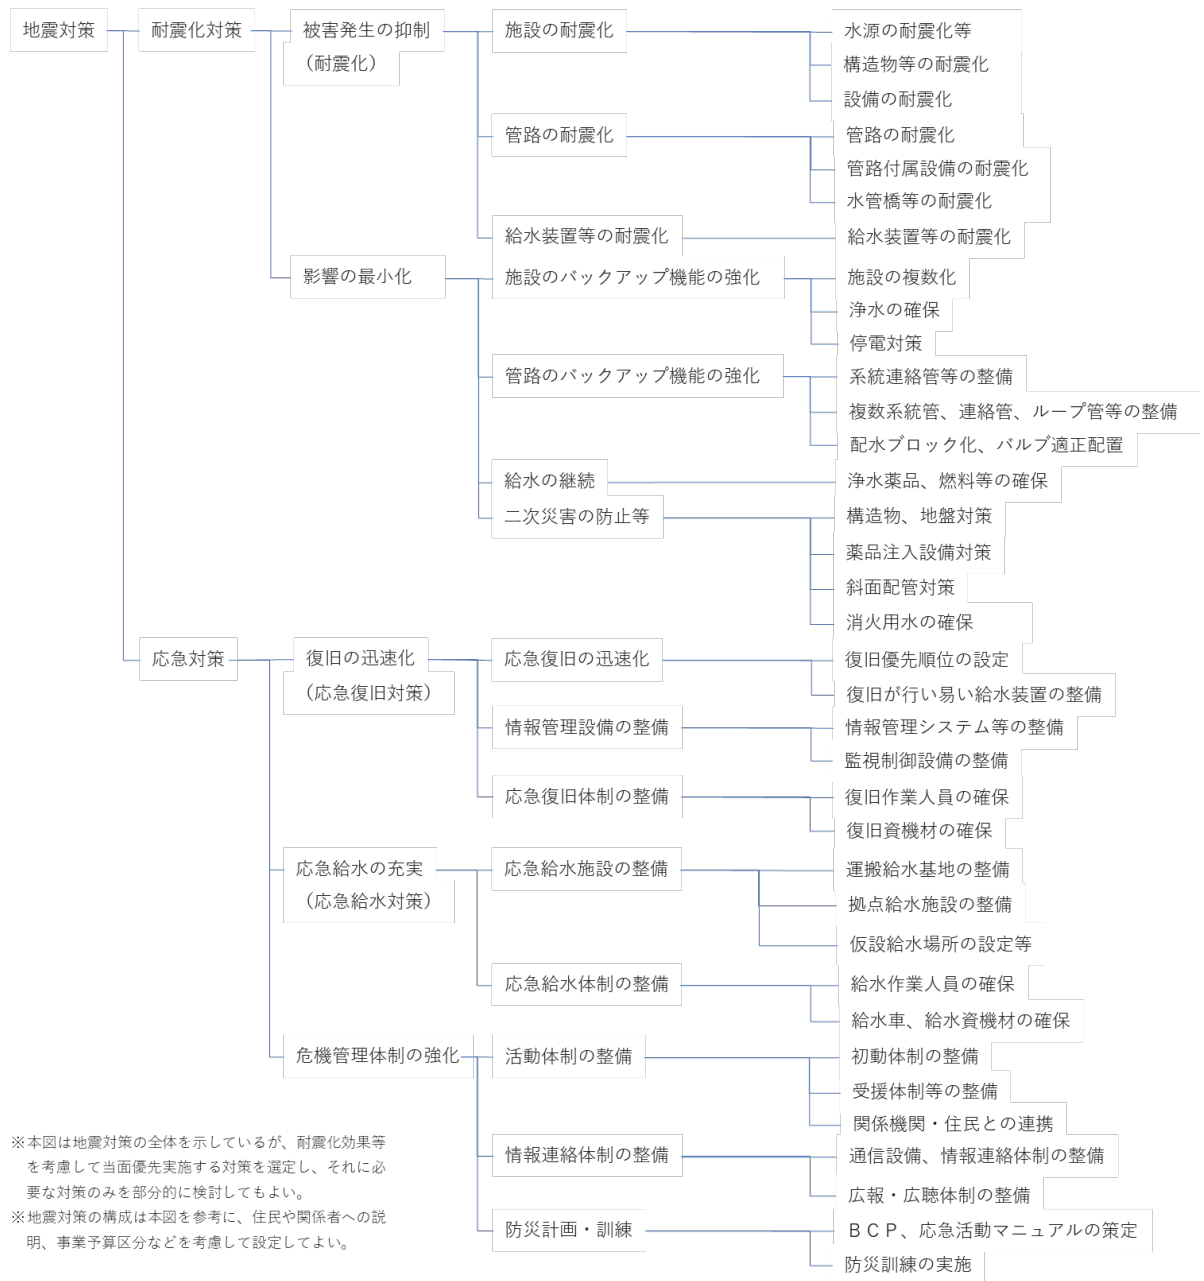 地震対策
耐震化対策
被害発生の抑制
（耐震化）
施設の耐震化
水源の耐震化等
構造物等の耐震化
設備の耐震化
管路の耐震化
管路の耐震化
管路付属設備の耐震化
水管橋等の耐震化
給水装置等の耐震化
給水装置等の耐震化
影響の最小化
施設のバックアップ機能の強化
施設の複数化
浄水の確保
停電対策
管路のバックアップ機能の強化
系統連絡管等の整備
複数系統管、連絡管、ループ管等の整備
配水ブロック化、バルブ適正配置
給水の継続
浄水薬品、燃料等の確保
二次災害の防止等
構造物、地盤対策
薬品注入設備対策
斜面配管対策
消火用水の確保
応急対策
復旧の迅速化
（応急復旧対策）
応急復旧の迅速化
復旧優先順位の設定
復旧が行い易い給水装置の整備
情報管理設備の整備
情報管理システム等の整備
監視制御設備の整備
応急復旧体制の整備
復旧作業人員の確保
復旧資機材の確保
応急給水の充実
（応急給水対策）
応急給水施設の整備
運搬給水基地の整備
拠点給水施設の整備
仮設給水場所の設定等
応急給水体制の整備
給水作業人員の確保
給水車、給水資機材の確保
危機管理体制の強化
活動体制の整備
初動体制の整備
受援体制等の整備
関係機関・住民との連携
情報連絡体制の整備
通信設備、情報連絡体制の整備
広報・広聴体制の整備
防災計画・訓練
ＢＣＰ、応急活動マニュアルの策定
防災訓練の実施
※本図は地震対策の全体を示しているが、耐震化効果等
を考慮して当面優先実施する対策を選定し、それに必
要な対策のみを部分的に検討してもよい。
※地震対策の構成は本図を参考に、住民や関係者への説
明、事業予算区分などを考慮して設定してよい。